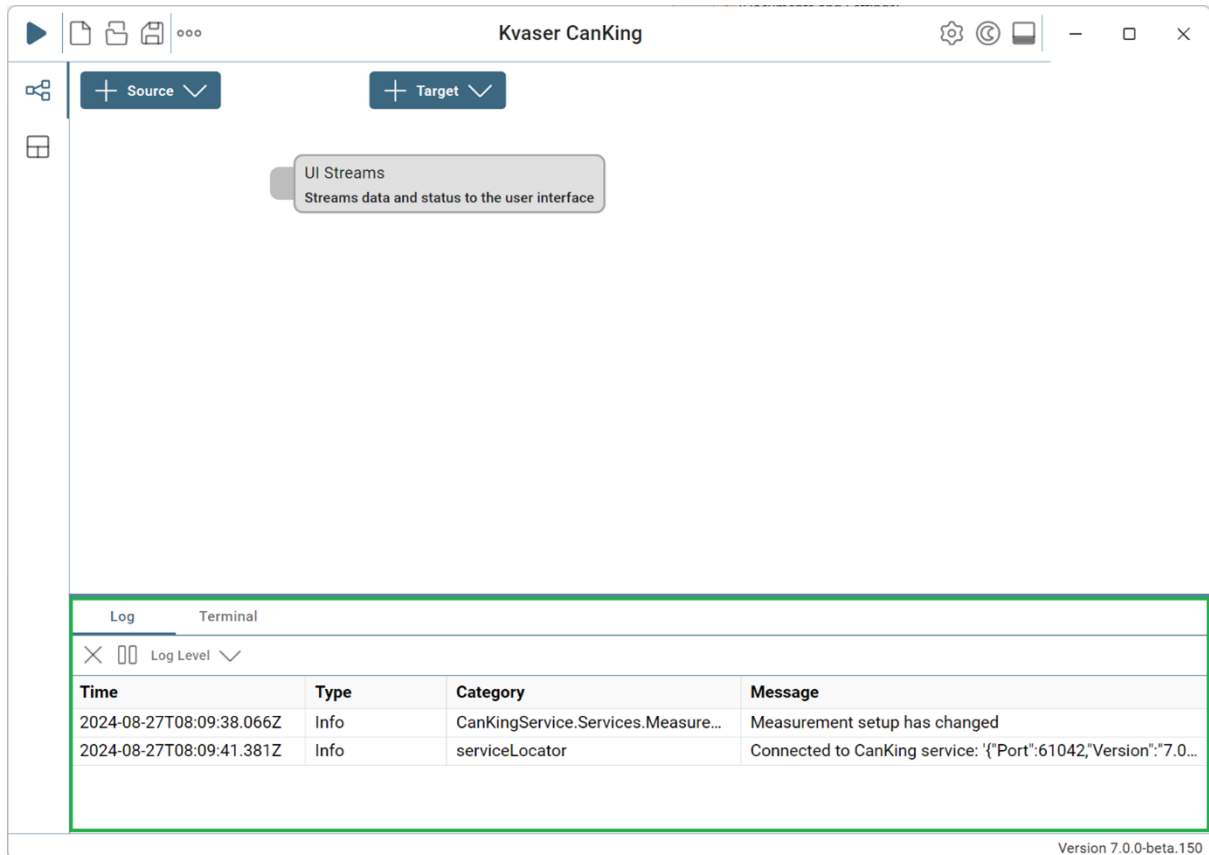 Kvaser CanKing
Source
Target
UI Streams
Streams data and status to the user interface
Log Terminal
Log Level
Time Type Category Message
2024-08-27T08:09:38.066Z Info CanKingService.Services.Measure... Measurement setup has changed
2024-08-27T08:09:41.381Z Info serviceLocator Connected to CanKing service: '{"Port":61042,"Version":"7.0...
Version 7.0.0-beta.150